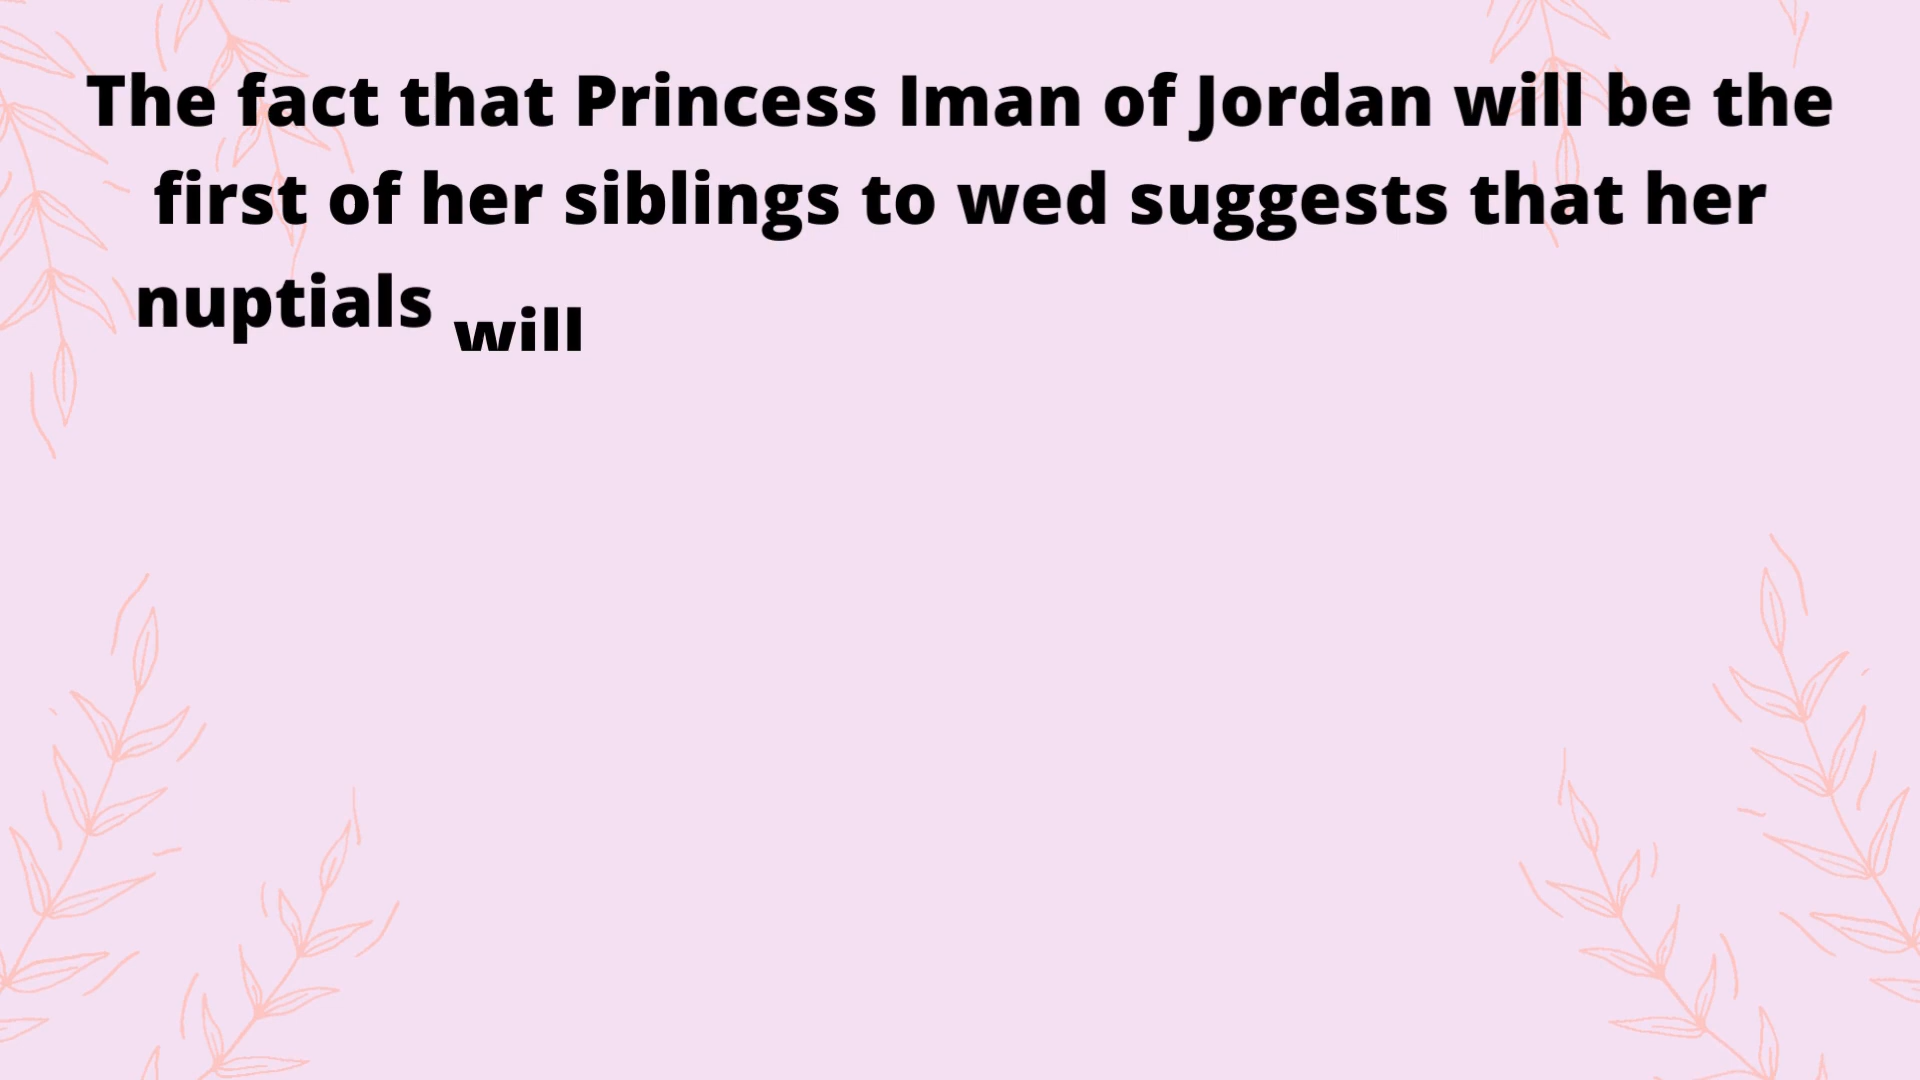 The fact that Princess Iman of Jordan will be the
first of her siblings to wed suggests that her
nuptials will